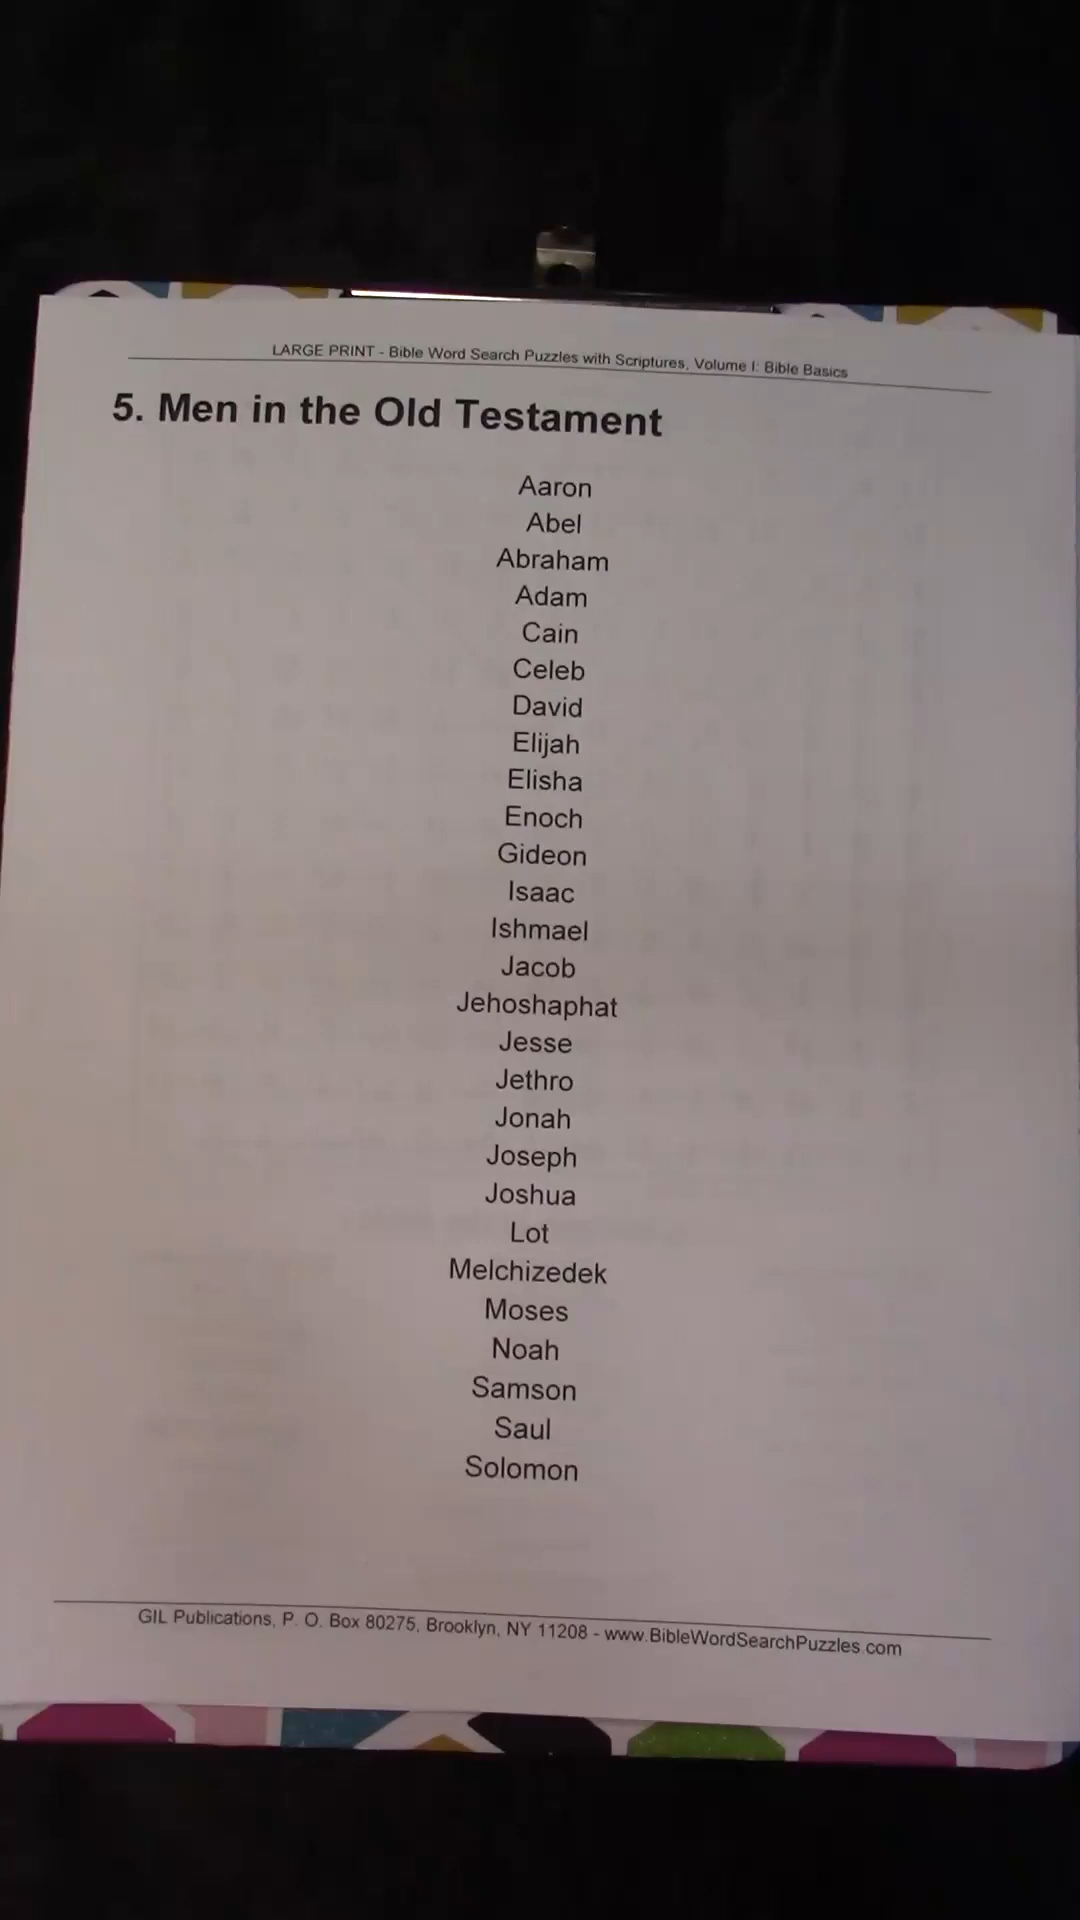 LARGE PRINT - Bible Word Search Puzzles with Scriptures, Volume I: Bible Basics
5. Men in the Old Testament
Aaron
Abel
Abraham
Adam
Cain
Celeb
David
Elijah
Elisha
Enoch
Gideon
Isaac
Ishmael
Jacob
Jehoshaphat
Jesse
Jethro
Jonah
Joseph
Joshua
Lot
Melchizedek
Moses
Noah
Samson
Saul
Solomon
GIL Publications, P. O. Box 80275, Brooklyn, NY 11208 - www.BibleWordSearchPuzzles.com